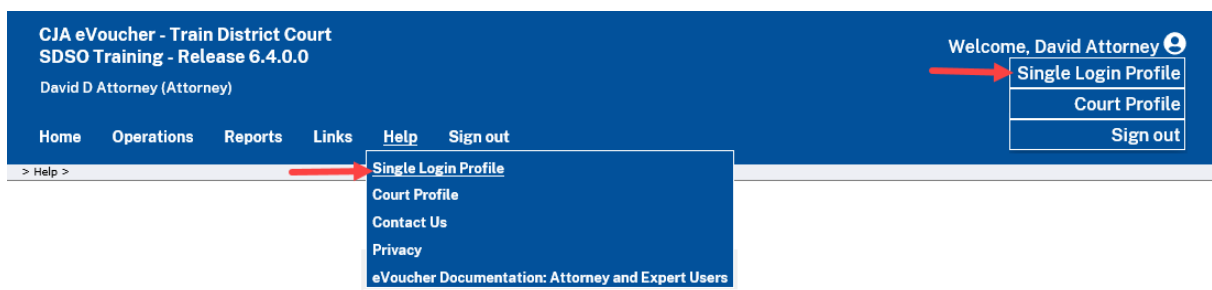 CJA eVoucher - Train District Court
SDSO Training - Release 6.4.0.0
David D Attorney (Attorney)
Welcome, David Attorney
Single Login Profile
Court Profile
Sign out
Home Operations Reports Links Help Sign out
> Help >
Single Login Profile
Court Profile
Contact Us
Privacy
eVoucher Documentation: Attorney and Expert Users